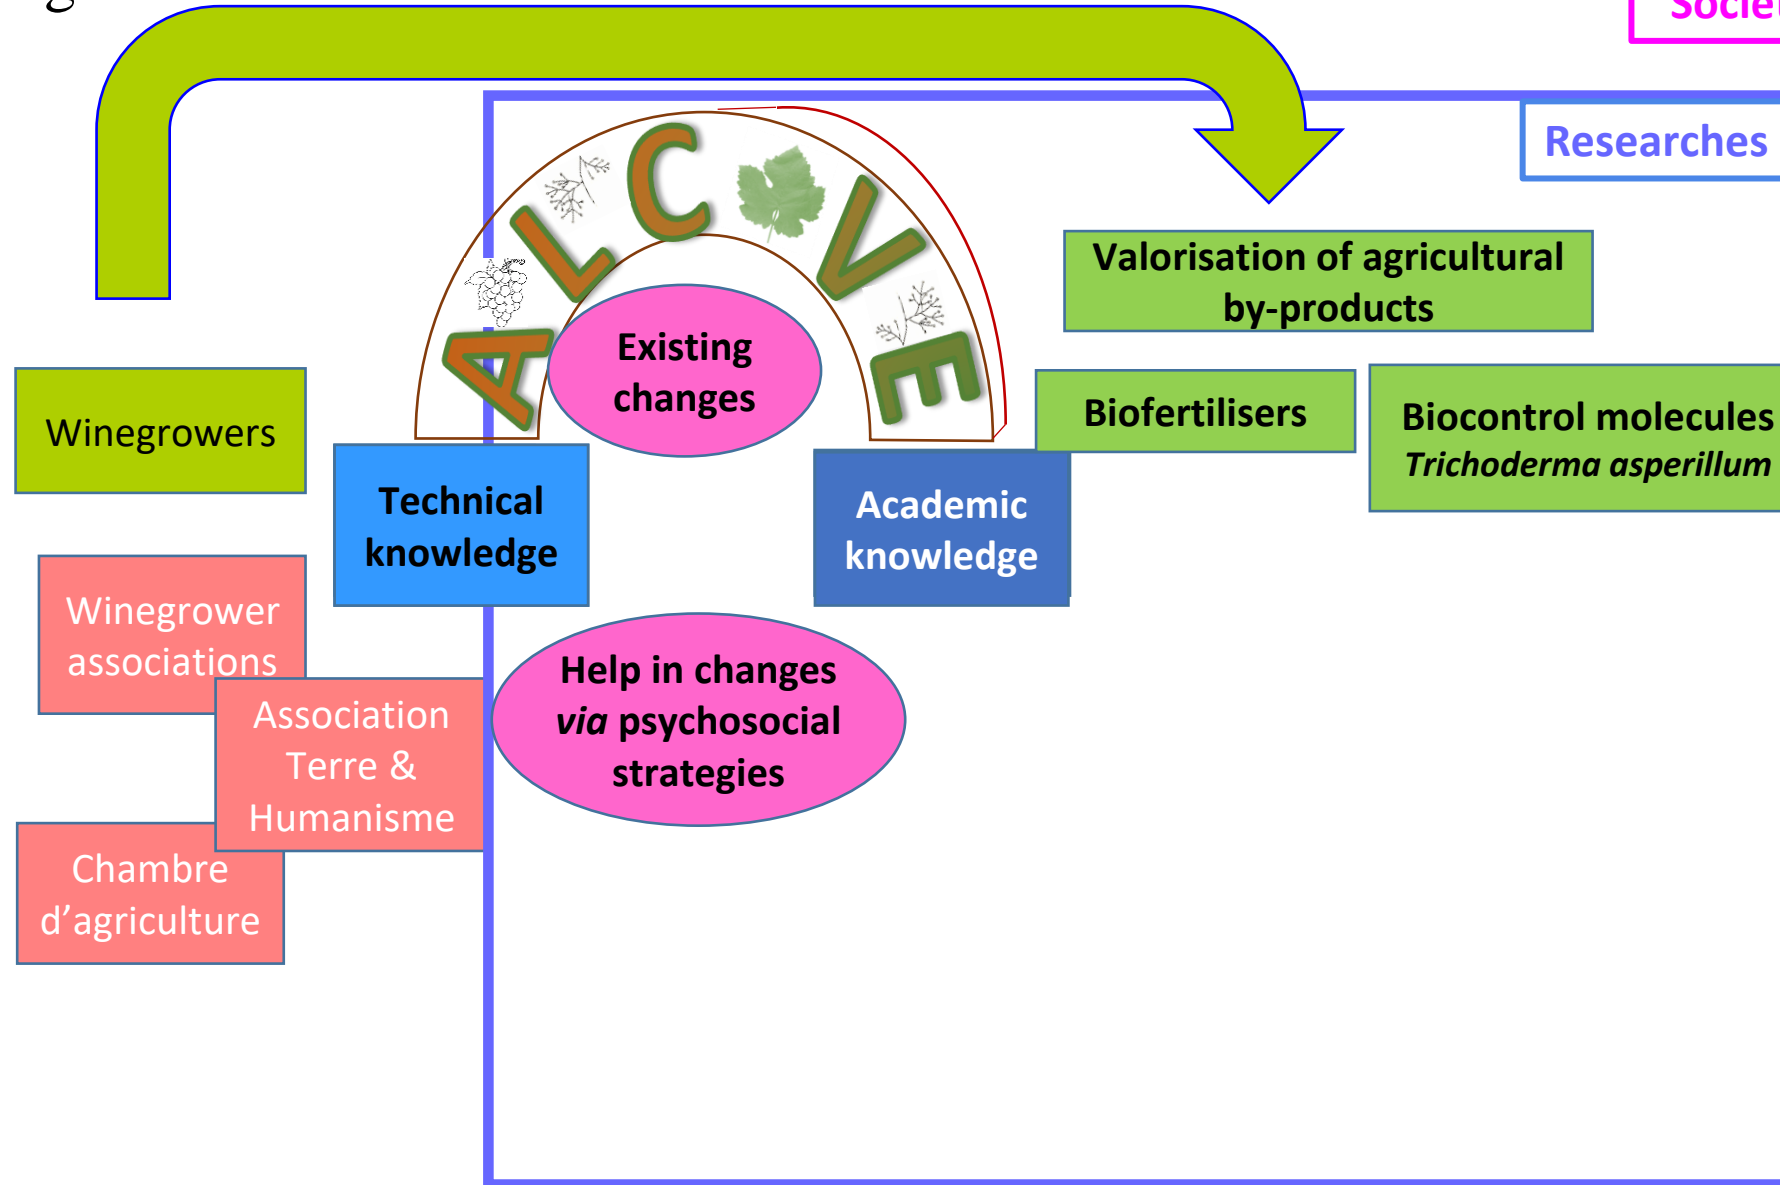 Researches
A L C V E
Existing
changes
Valorisation of agricultural
by-products
Biofertilisers
Biocontrol molecules
Trichoderma asperillum
Winegrowers
Technical
knowledge
Academic
knowledge
Winegrower
associations
Association
Terre &
Humanisme
Chambre
d’agriculture
Help in changes
via psychosocial
strategies